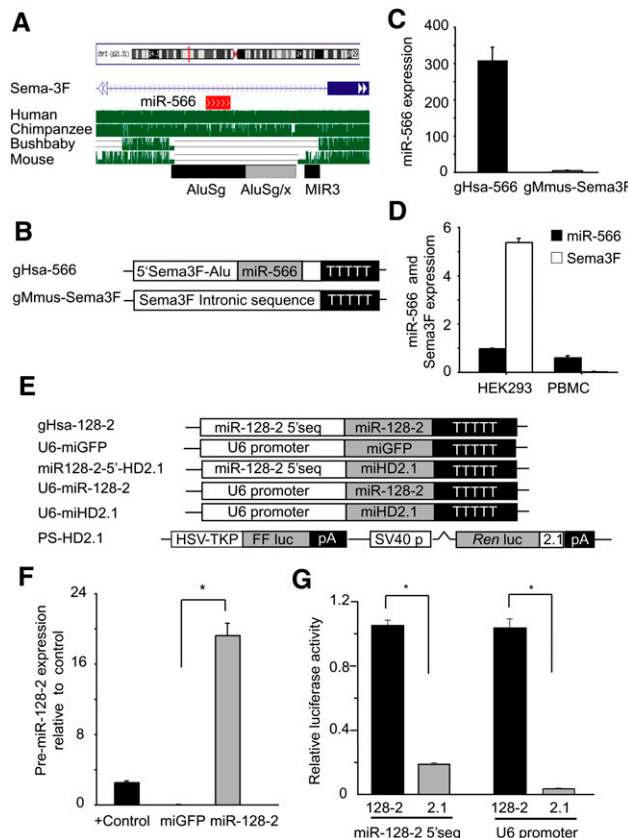 A
chr3 (p21.31)
Sema-3F
miR-566
Human
Chimpanzee
Bushbaby
Mouse
AluSg
AluSg/x
MIR3
B
gHsa-566
5'Sema3F-Alu
miR-566
TTTTT
gMmus-Sema3F
Sema3F Intronic sequence
TTTTT
C
miR-566 expression
400
300
200
100
0
gHsa-566
gMmus-Sema3F
D
miR-566 amd
Sema3F expressiom
6
4
2
0
miR-566
Sema3F
HEK293
PBMC
E
gHsa-128-2
miR-128-2 5'seq
miR-128-2
TTTTT
U6-miGFP
U6 promoter
miGFP
TTTTT
miR128-2-5'-HD2.1
miR-128-2 5'seq
miHD2.1
TTTTT
U6-miR-128-2
U6 promoter
miR-128-2
TTTTT
U6-miHD2.1
U6 promoter
miHD2.1
TTTTT
PS-HD2.1
HSV-TKP
FF luc
pA
SV40 p
Ren luc
2.1
pA
F
Pre-miR-128-2 expression
relative to control
24
18
12
6
0
*
+Control
miGFP
miR-128-2
G
Relative luciferase activity
1.2
0.8
0.4
0
*
*
128-2
2.1
128-2
2.1
miR-128-2 5'seq
U6 promoter